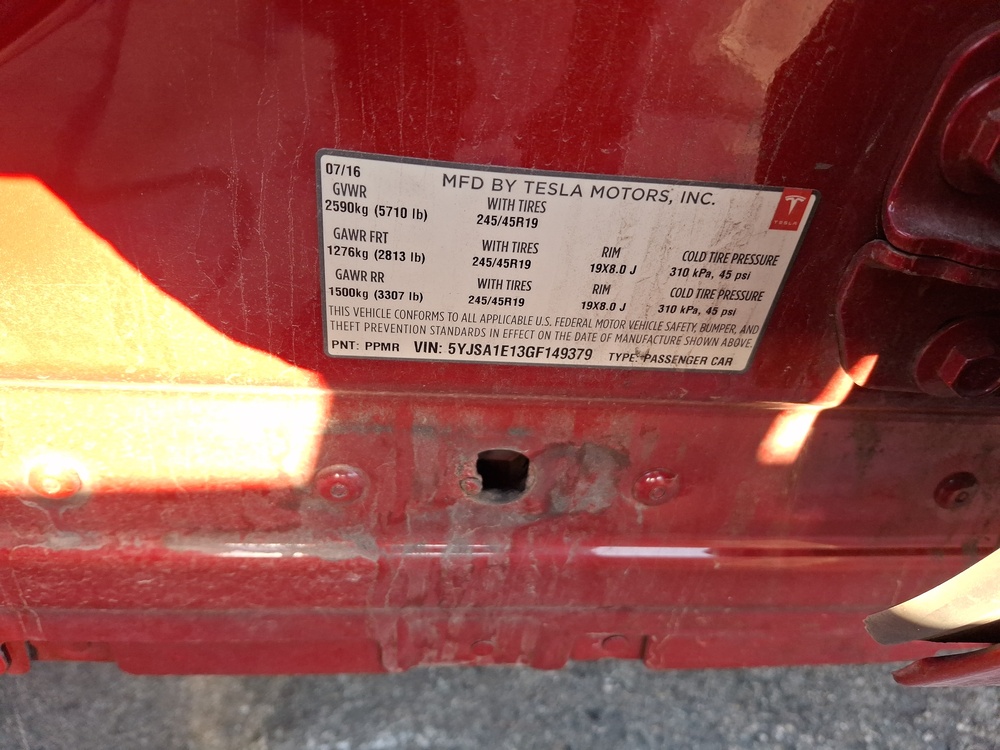 07/16 MFD BY TESLA MOTORS, INC.
TESLA
GVWR WITH TIRES
2590kg (5710 lb) 245/45R19
GAWR FRT WITH TIRES RIM COLD TIRE PRESSURE
1276kg (2813 lb) 245/45R19 19X8.0 J 310 kPa, 45 psi
GAWR RR WITH TIRES RIM COLD TIRE PRESSURE
1500kg (3307 lb) 245/45R19 19X8.0 J 310 kPa, 45 psi
THIS VEHICLE CONFORMS TO ALL APPLICABLE U.S. FEDERAL MOTOR VEHICLE SAFETY, BUMPER, AND
THEFT PREVENTION STANDARDS IN EFFECT ON THE DATE OF MANUFACTURE SHOWN ABOVE.
PNT: PPMR VIN: 5YJSA1E13GF149379 TYPE: PASSENGER CAR